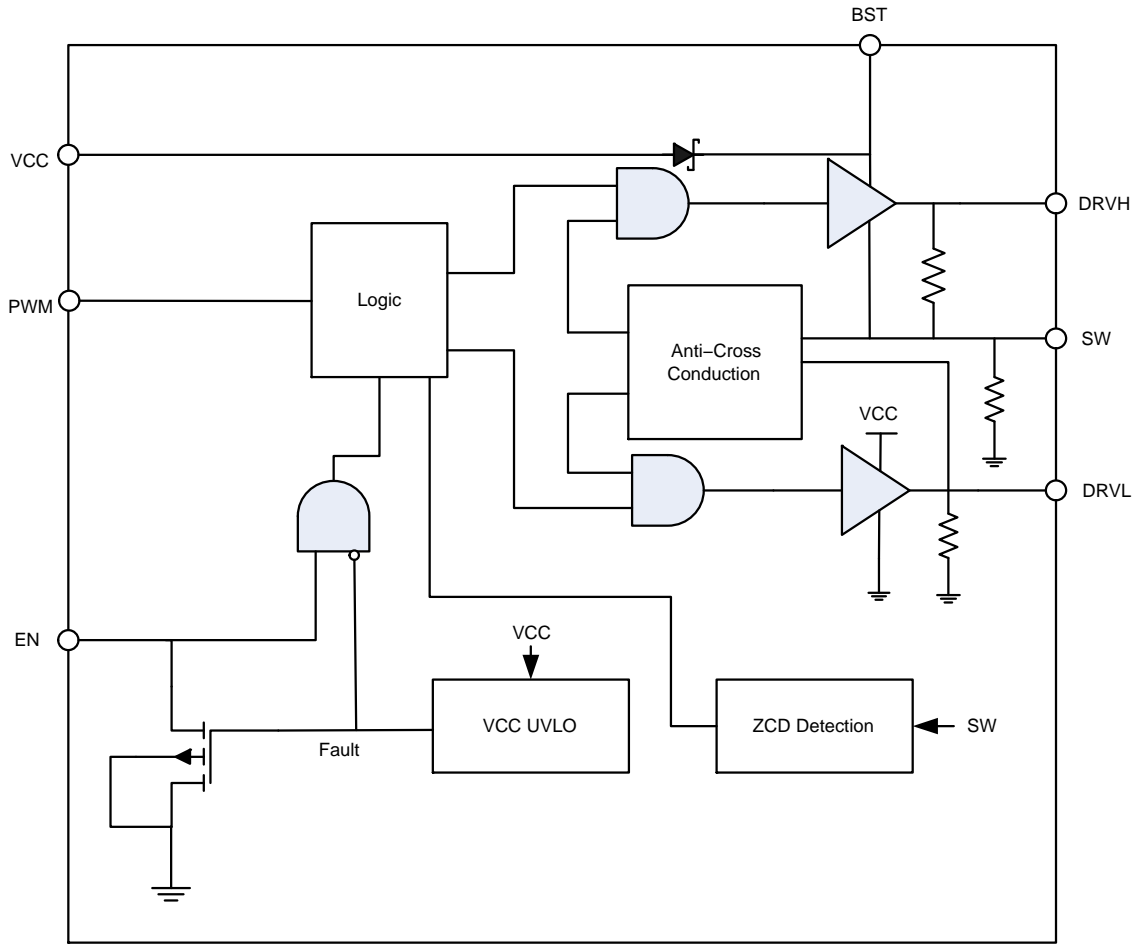 BST
VCC
DRVH
PWM
Logic
SW
Anti−Cross
Conduction
VCC
DRVL
EN
VCC
VCC UVLO
ZCD Detection
SW
Fault